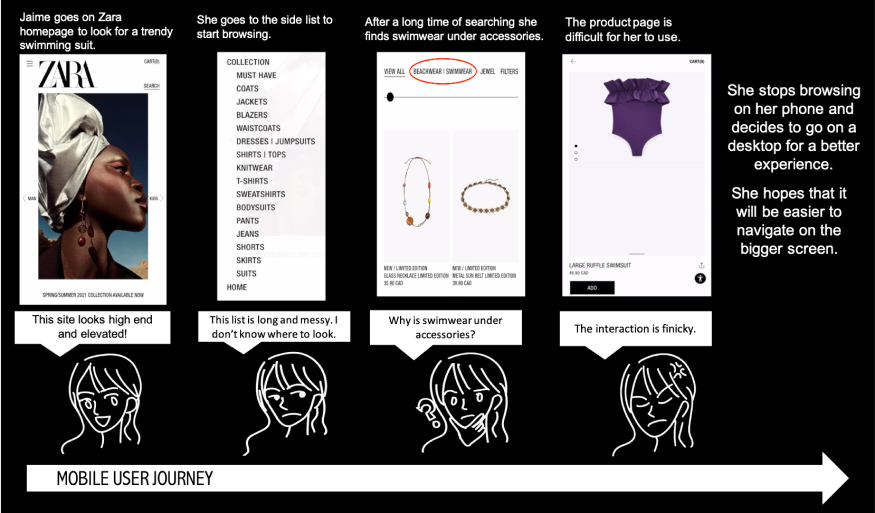 Jaime goes on Zara
homepage to look for a trendy
swimming suit.
ZARA
CART(0)
SEARCH
MAN
KIDS
SPRING/SUMMER 2021 COLLECTION AVAILABLE NOW
This site looks high end
and elevated!
She goes to the side list to
start browsing.
COLLECTION
MUST HAVE
COATS
JACKETS
BLAZERS
WAISTCOATS
DRESSES | JUMPSUITS
SHIRTS | TOPS
KNITWEAR
T-SHIRTS
SWEATSHIRTS
BODYSUITS
PANTS
JEANS
SHORTS
SKIRTS
SUITS
HOME
This list is long and messy. I
don't know where to look.
After a long time of searching she
finds swimwear under accessories.
VIEW ALL BEACHWEAR | SWIMWEAR JEWEL FILTERS
NEW / LIMITED EDITION
GLASS NECKLACE LIMITED EDITION
35.90 CAD
NEW / LIMITED EDITION
METAL SUN BELT LIMITED EDITION
39.90 CAD
Why is swimwear under
accessories?
The product page is
difficult for her to use.
CART(0)
LARGE RUFFLE SWIMSUIT
49.90 CAD
ADD
The interaction is finicky.
She stops browsing
on her phone and
decides to go on a
desktop for a better
experience.
She hopes that it
will be easier to
navigate on the
bigger screen.
MOBILE USER JOURNEY